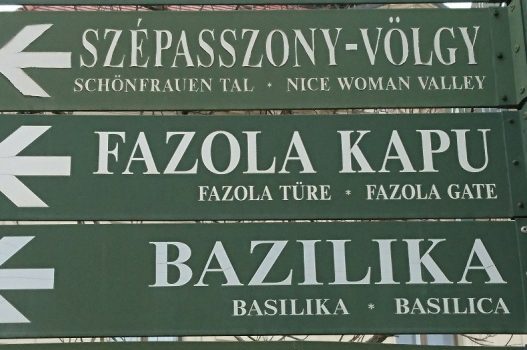 SZÉPASSZONY-VÖLGY
SCHÖNFRAUEN TAL * NICE WOMAN VALLEY
FAZOLA KAPU
FAZOLA TÜRE * FAZOLA GATE
BAZILIKA
BASILIKA * BASILICA